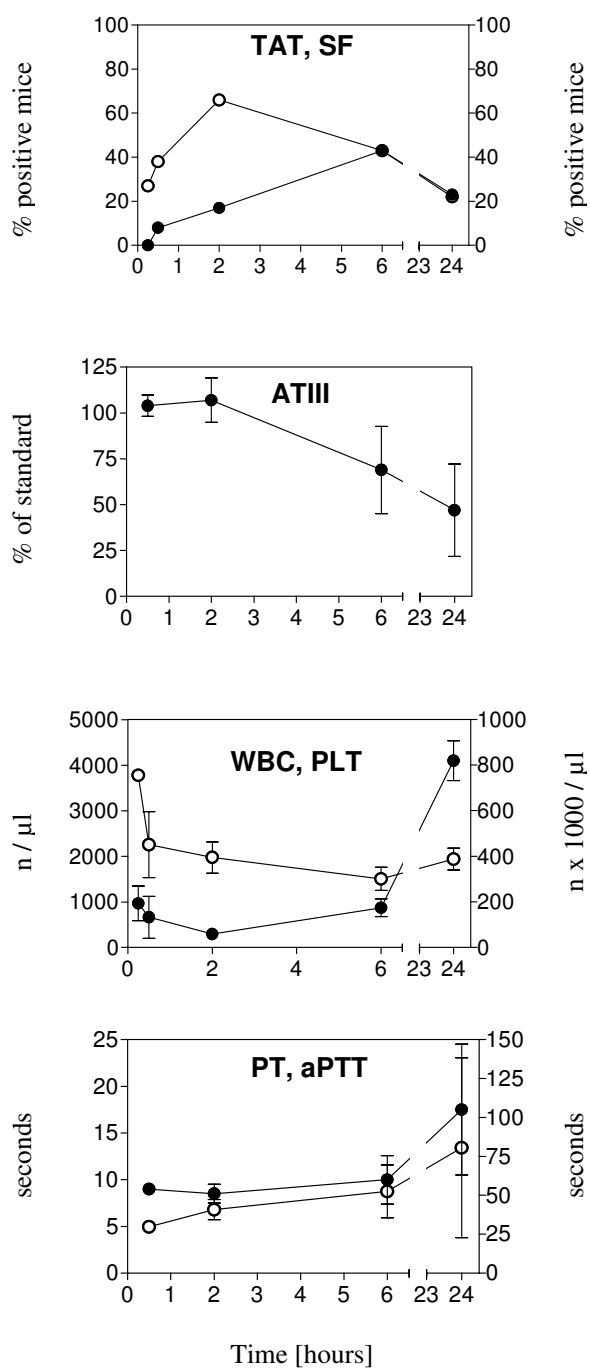 TAT, SF
100 100
80 80
60 60
40 40
20 20
0 0
0 1 2 3 4 5 6 23 24
% positive mice
% positive mice
ATIII
125
100
75
50
25
0
0 1 2 3 4 5 6 23 24
% of standard
WBC, PLT
5000 1000
4000 800
3000 600
2000 400
1000 200
0 0
0 2 4 6 23 24
n / µl
n x 1000 / µl
PT, aPTT
25 150
20 125
15 100
10 75
5 50
0 25
0
0 1 2 3 4 5 6 23 24
seconds
seconds
Time [hours]